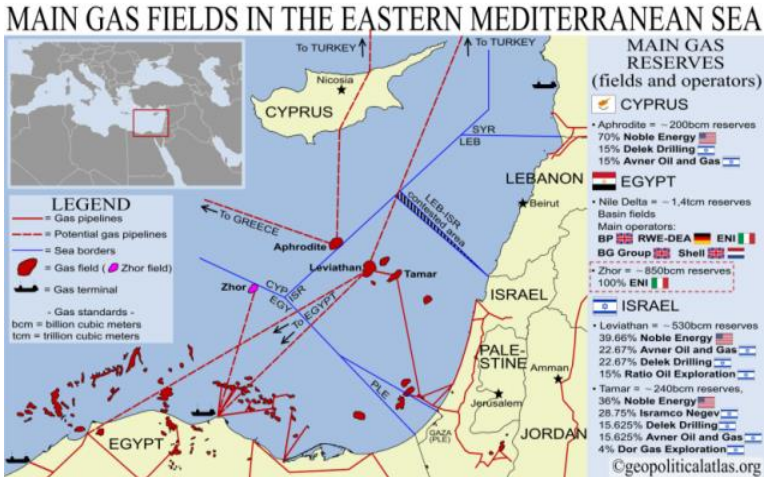 MAIN GAS FIELDS IN THE EASTERN MEDITERRANEAN SEA
To TURKEY
To TURKEY
Nicosia
CYPRUS
SYR
LEB
LEBANON
Beirut
LEB-ISR
contested area
To GREECE
Aphrodite
Leviathan
Tamar
Zhor
CYP
ISR
EGY
To EGYPT
ISRAEL
PALE-
STINE
Amman
Jerusalem
PLE
GAZA
(PLE)
JORDAN
EGYPT
LEGEND
= Gas pipelines
= Potential gas pipelines
= Sea borders
= Gas field ( Zhor field)
= Gas terminal
- Gas standards -
bcm = billion cubic meters
tcm = trillion cubic meters
MAIN GAS
RESERVES
(fields and operators)
CYPRUS
• Aphrodite = ~200bcm reserves
70% Noble Energy
15% Delek Drilling
15% Avner Oil and Gas
EGYPT
• Nile Delta = ~1,4tcm reserves
Basin fields
Main operators:
BP RWE-DEA ENI
BG Group Shell
• Zhor = ~850bcm reserves
100% ENI
ISRAEL
• Leviathan = ~530bcm reserves
39.66% Noble Energy
22.67% Avner Oil and Gas
22.67% Delek Drilling
15% Ratio Oil Exploration
• Tamar = ~240bcm reserves,
36% Noble Energy
28.75% Isramco Negev
15.625% Delek Drilling
15.625% Avner Oil and Gas
4% Dor Gas Exploration
©geopoliticalatlas.org